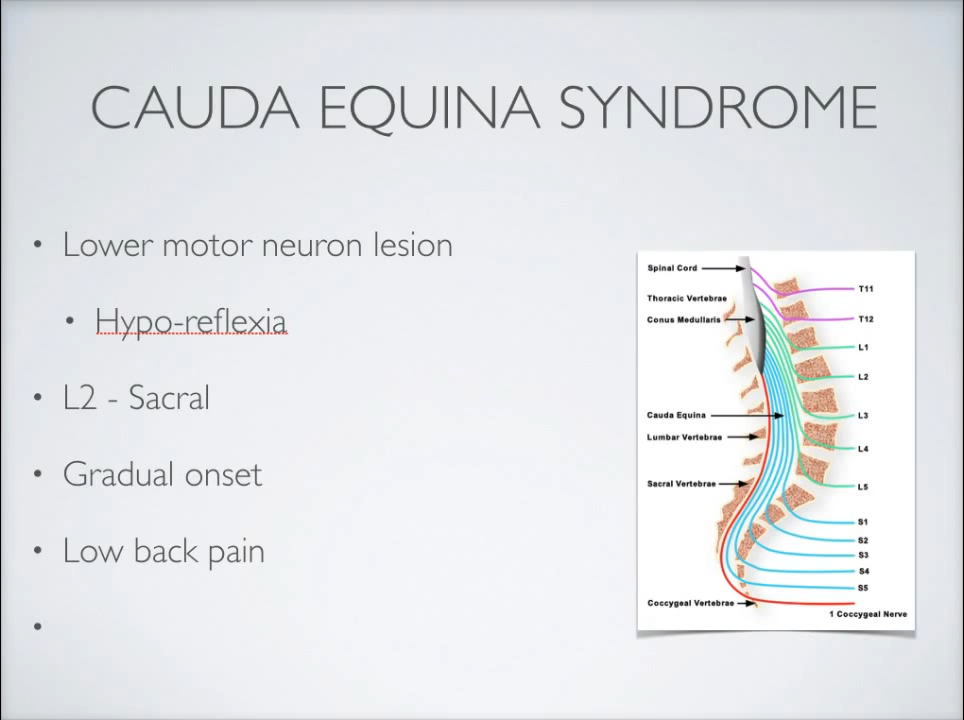 CAUDA EQUINA SYNDROME
• Lower motor neuron lesion
• Hypo-reflexia
• L2 - Sacral
• Gradual onset
• Low back pain
•
Spinal Cord
T11
Thoracic Vertebrae
Conus Medullaris
T12
L1
L2
Cauda Equina
L3
Lumbar Vertebrae
L4
Sacral Vertebrae
L5
S1
S2
S3
S4
S5
Coccygeal Vertebrae
1 Coccygeal Nerve